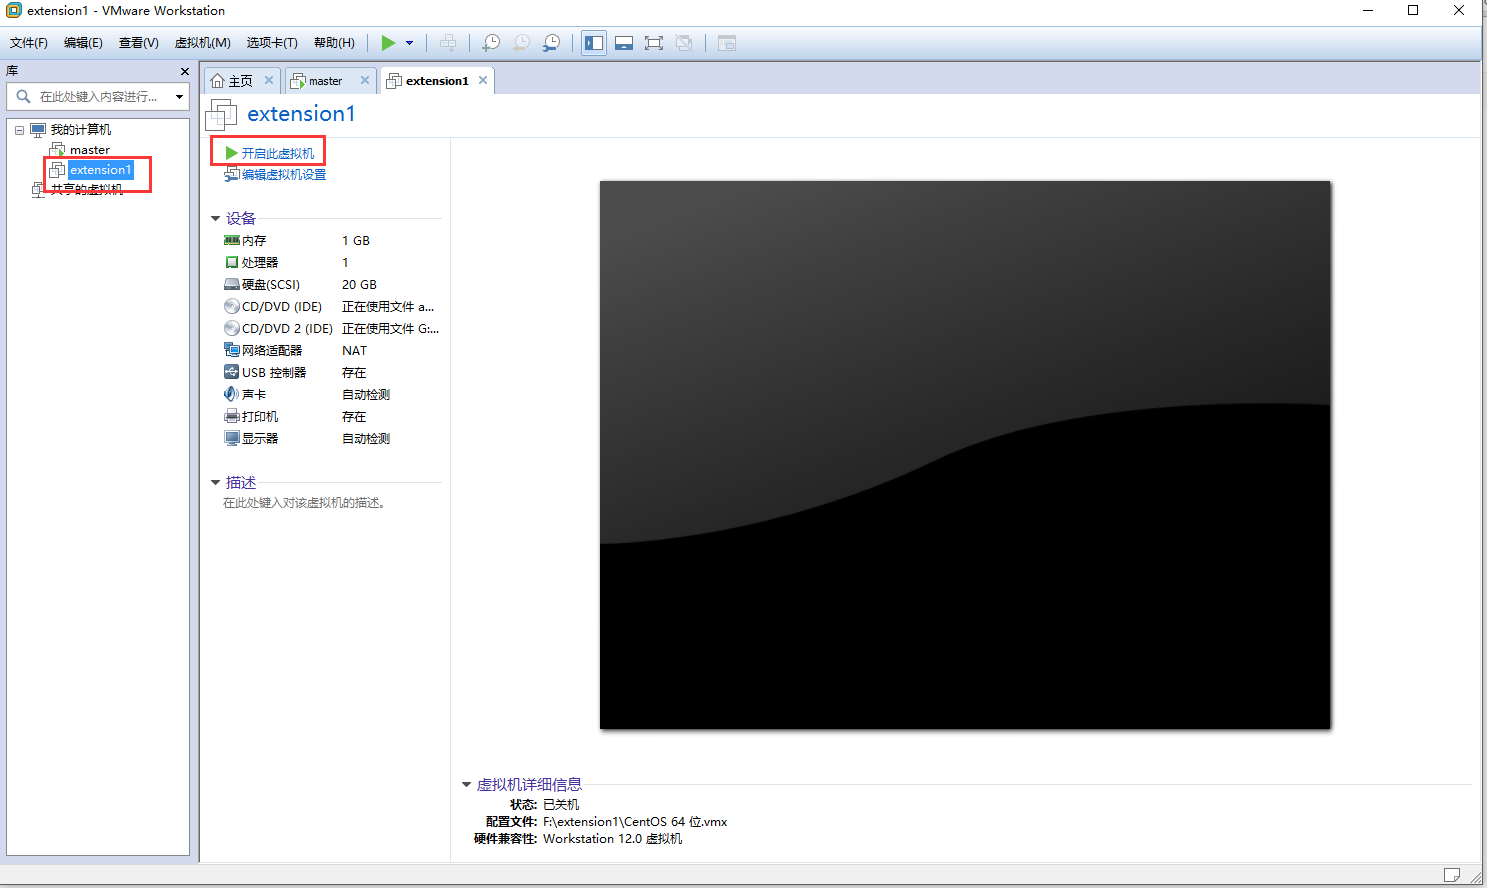 extension1 - VMware Workstation
文件(F) 编辑(E) 查看(V) 虚拟机(M) 选项卡(T) 帮助(H)
库
在此处键入内容进行...
我的计算机
master
extension1
共享的虚拟机
主页 master extension1
extension1
开启此虚拟机
编辑虚拟机设置
设备
内存 1 GB
处理器 1
硬盘(SCSI) 20 GB
CD/DVD (IDE) 正在使用文件 a...
CD/DVD 2 (IDE) 正在使用文件 G:...
网络适配器 NAT
USB 控制器 存在
声卡 自动检测
打印机 存在
显示器 自动检测
描述
在此处键入对该虚拟机的描述。
虚拟机详细信息
状态: 已关机
配置文件: F:\extension1\CentOS 64 位.vmx
硬件兼容性: Workstation 12.0 虚拟机